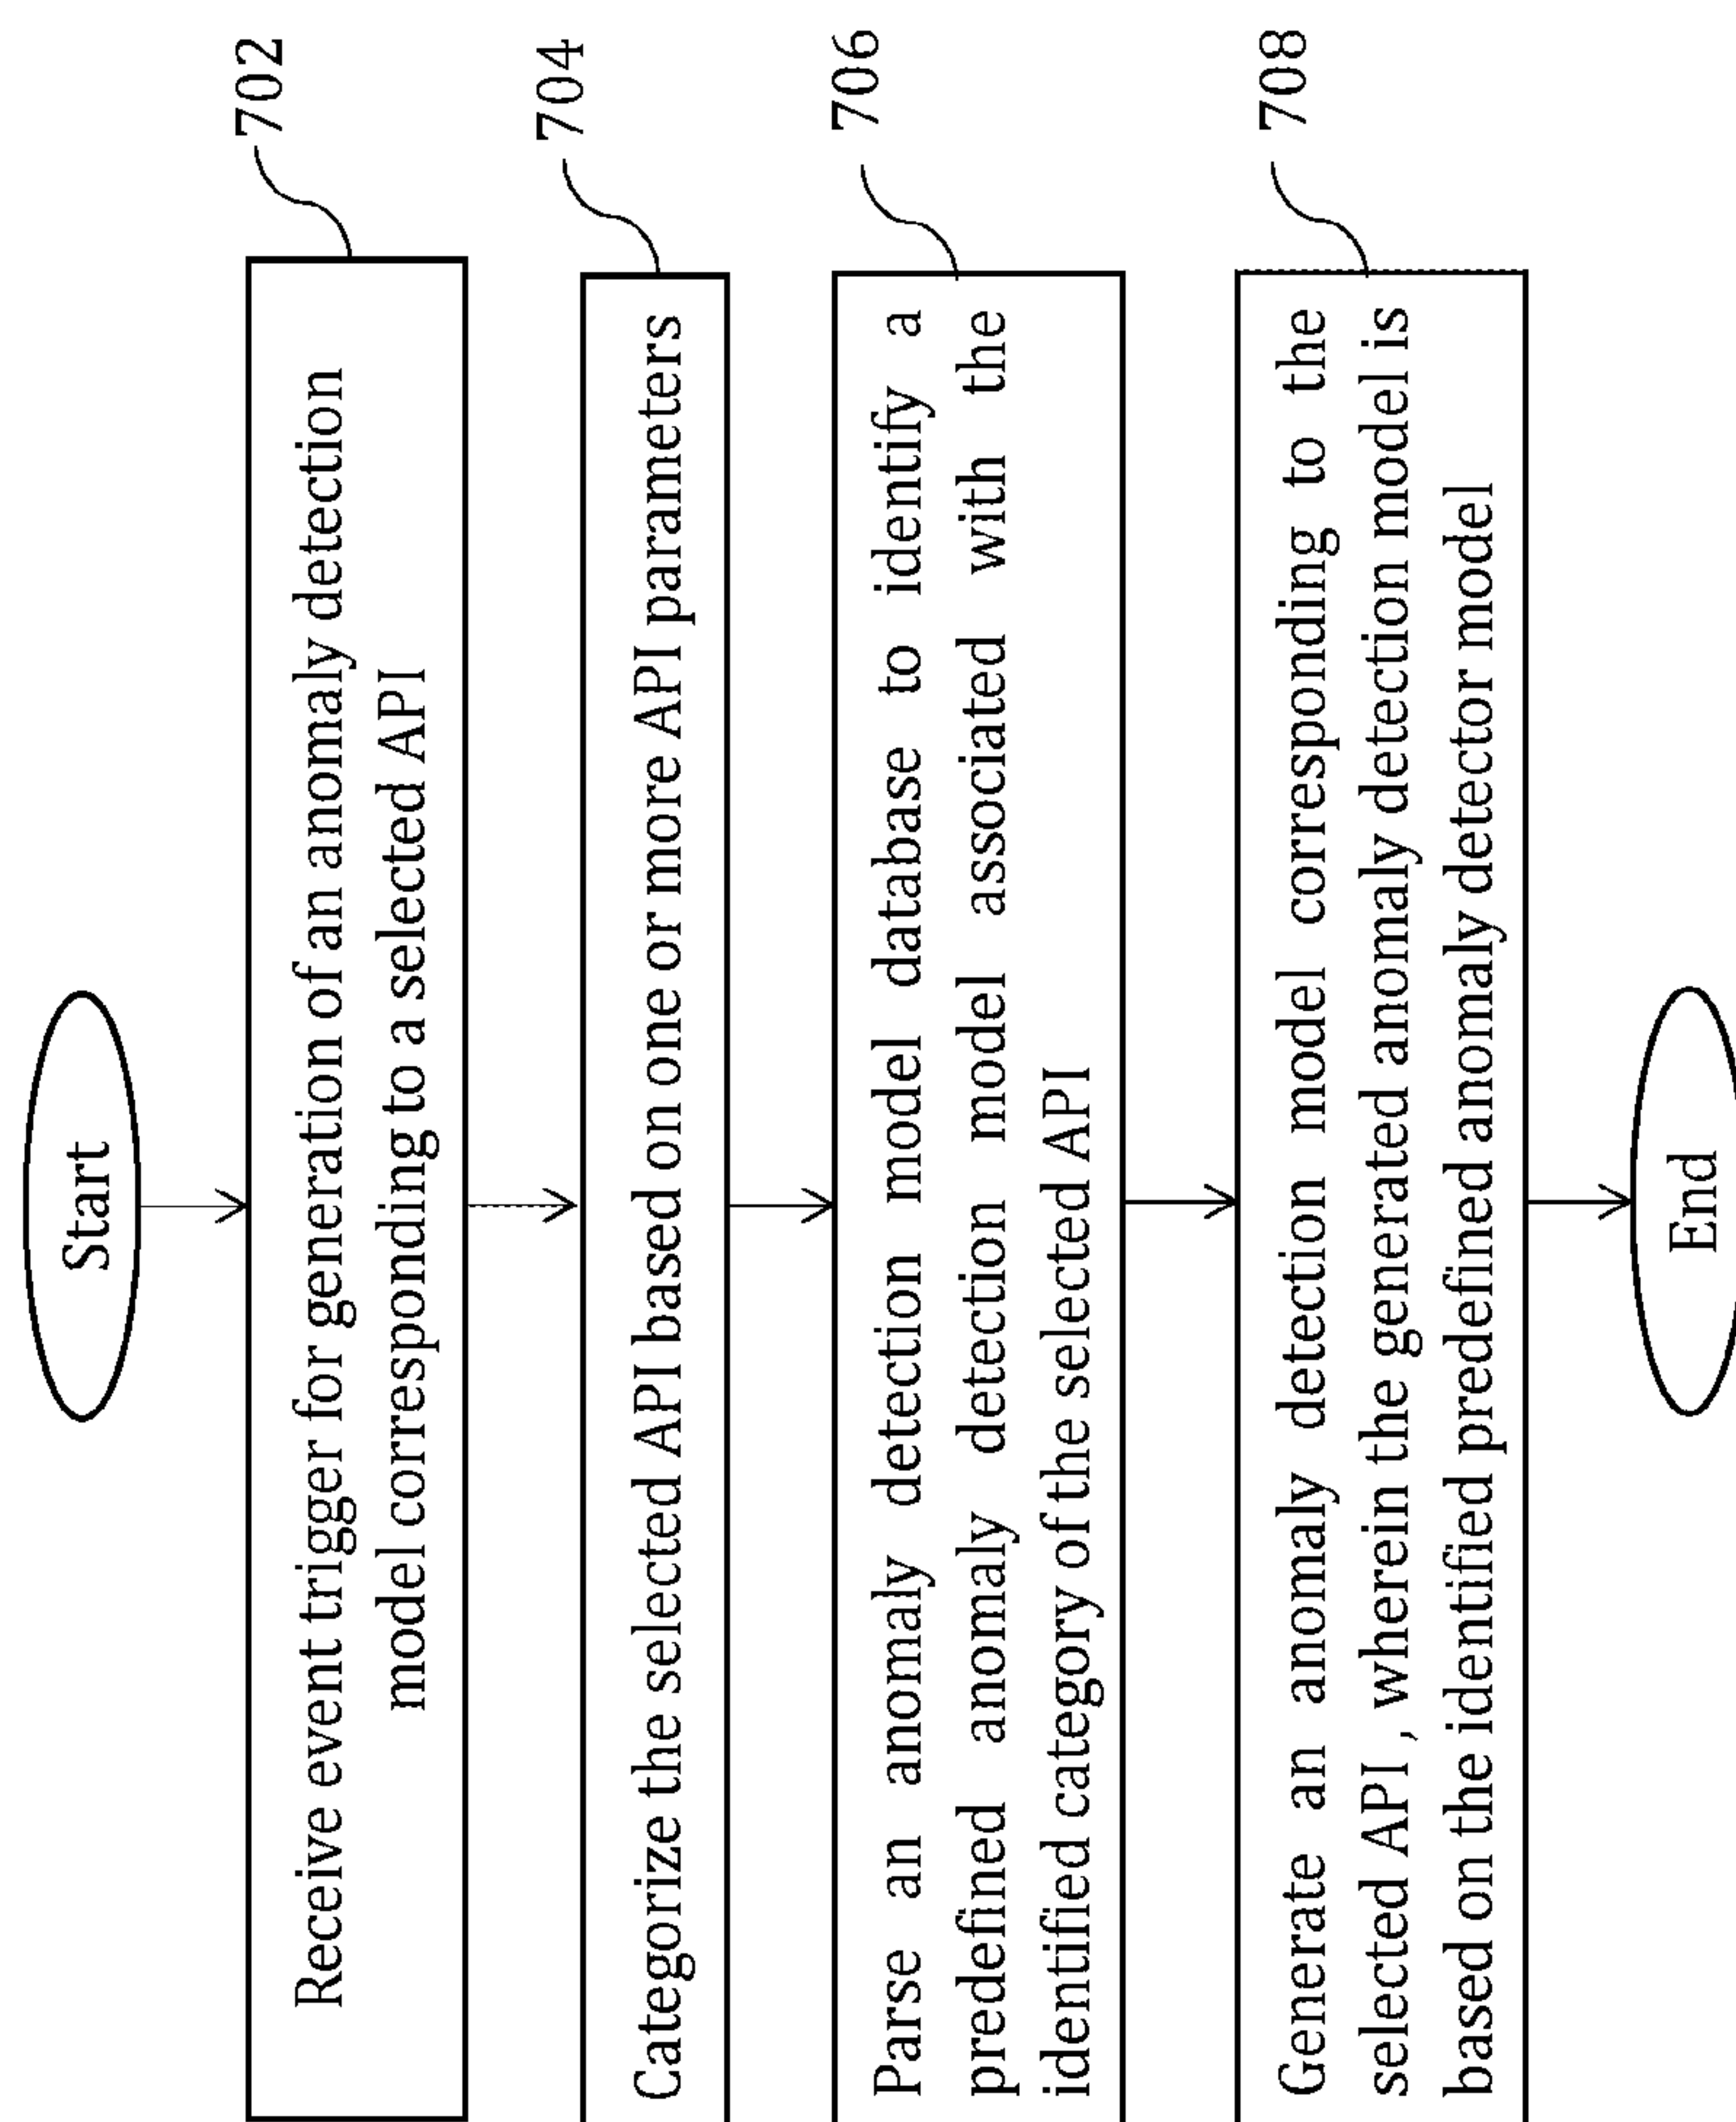 Start
702
Receive event trigger for generation of an anomaly detection
model corresponding to a selected API
704
Categorize the selected API based on one or more API parameters
706
Parse an anomaly detection model database to identify a
predefined anomaly detection model associated with the
identified category of the selected API
708
Generate an anomaly detection model corresponding to the
selected API , wherein the generated anomaly detection model is
based on the identified predefined anomaly detector model
End